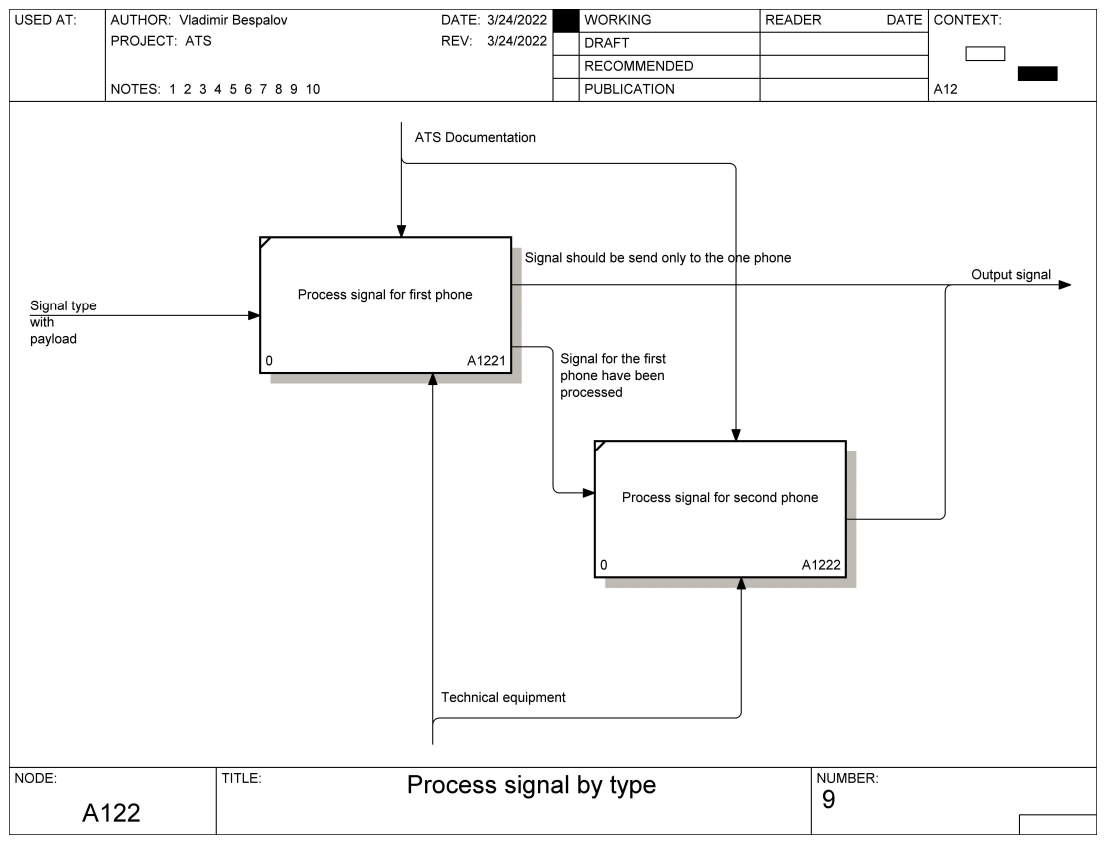 USED AT:
AUTHOR: Vladimir Bespalov
DATE: 3/24/2022
WORKING
READER
DATE
CONTEXT:
PROJECT: ATS
REV: 3/24/2022
DRAFT
RECOMMENDED
NOTES: 1 2 3 4 5 6 7 8 9 10
PUBLICATION
A12
ATS Documentation
Signal should be send only to the one phone
Output signal
Process signal for first phone
Signal type
with
payload
0
A1221
Signal for the first
phone have been
processed
Process signal for second phone
0
A1222
Technical equipment
NODE:
A122
TITLE:
Process signal by type
NUMBER:
9